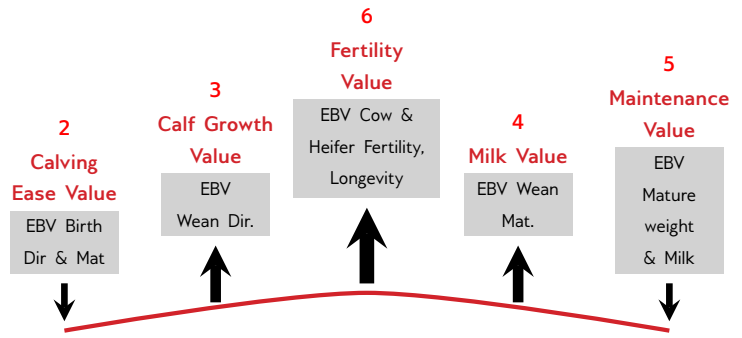 2
Calving
Ease Value
EBV Birth
Dir & Mat
3
Calf Growth
Value
EBV
Wean Dir.
6
Fertility
Value
EBV Cow &
Heifer Fertility,
Longevity
4
Milk Value
EBV Wean
Mat.
5
Maintenance
Value
EBV
Mature
weight
& Milk